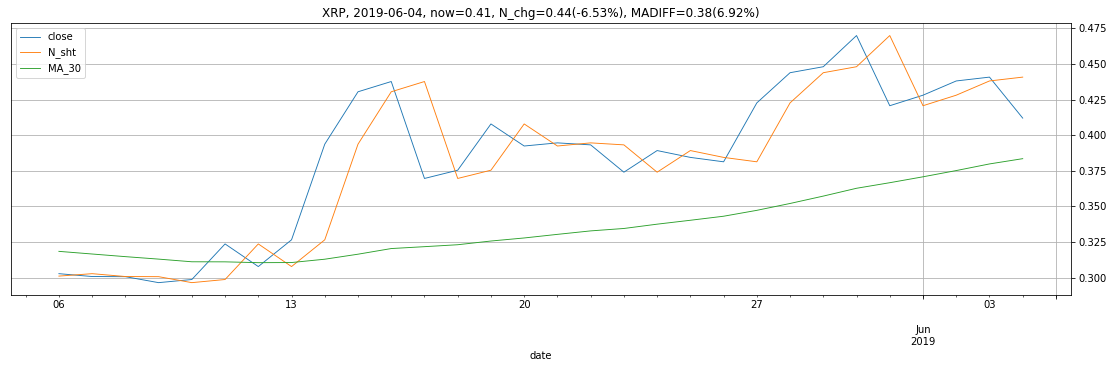 XRP, 2019-06-04, now=0.41, N_chg=0.44(-6.53%), MADIFF=0.38(6.92%)
close
N_sht
MA_30
0.475
0.450
0.425
0.400
0.375
0.350
0.325
0.300
06
13
20
27
03
Jun
2019
date